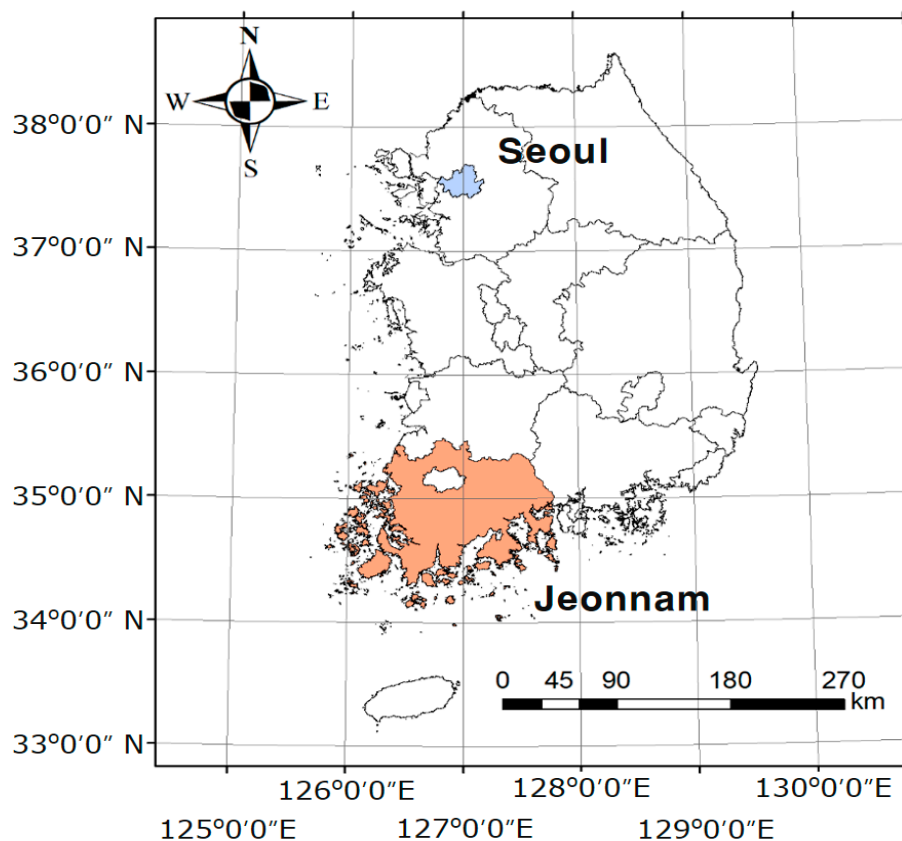 N
W E
S
38°0′0″ N
Seoul
37°0′0″ N
36°0′0″ N
35°0′0″ N
Jeonnam
34°0′0″ N
0 45 90 180 270
km
33°0′0″ N
126°0′0″E 128°0′0″E 130°0′0″E
125°0′0″E 127°0′0″E 129°0′0″E